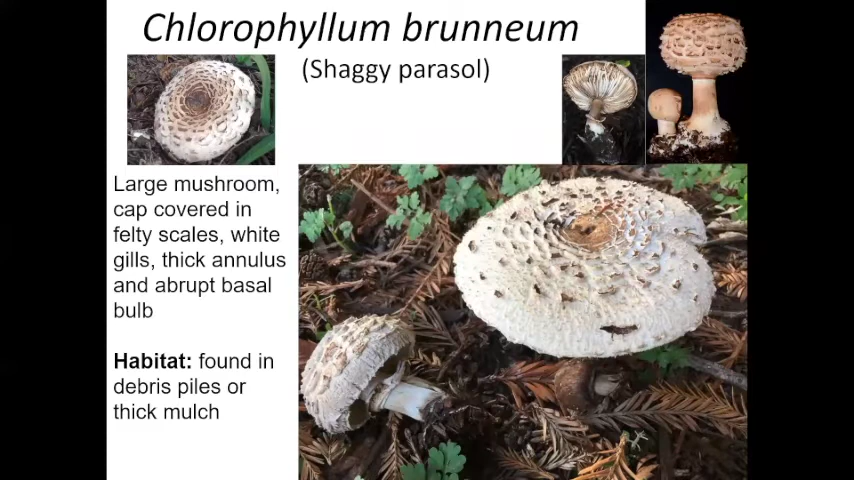 Chlorophyllum brunneum
(Shaggy parasol)
Large mushroom,
cap covered in
felty scales, white
gills, thick annulus
and abrupt basal
bulb
Habitat: found in
debris piles or
thick mulch